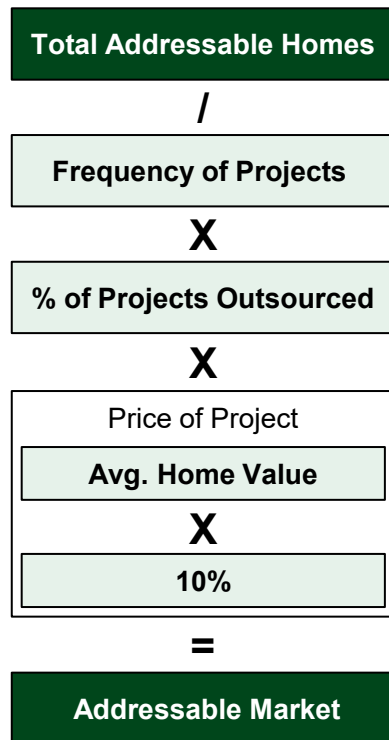 Total Addressable Homes
/
Frequency of Projects
X
% of Projects Outsourced
X
Price of Project
Avg. Home Value
X
10%
=
Addressable Market